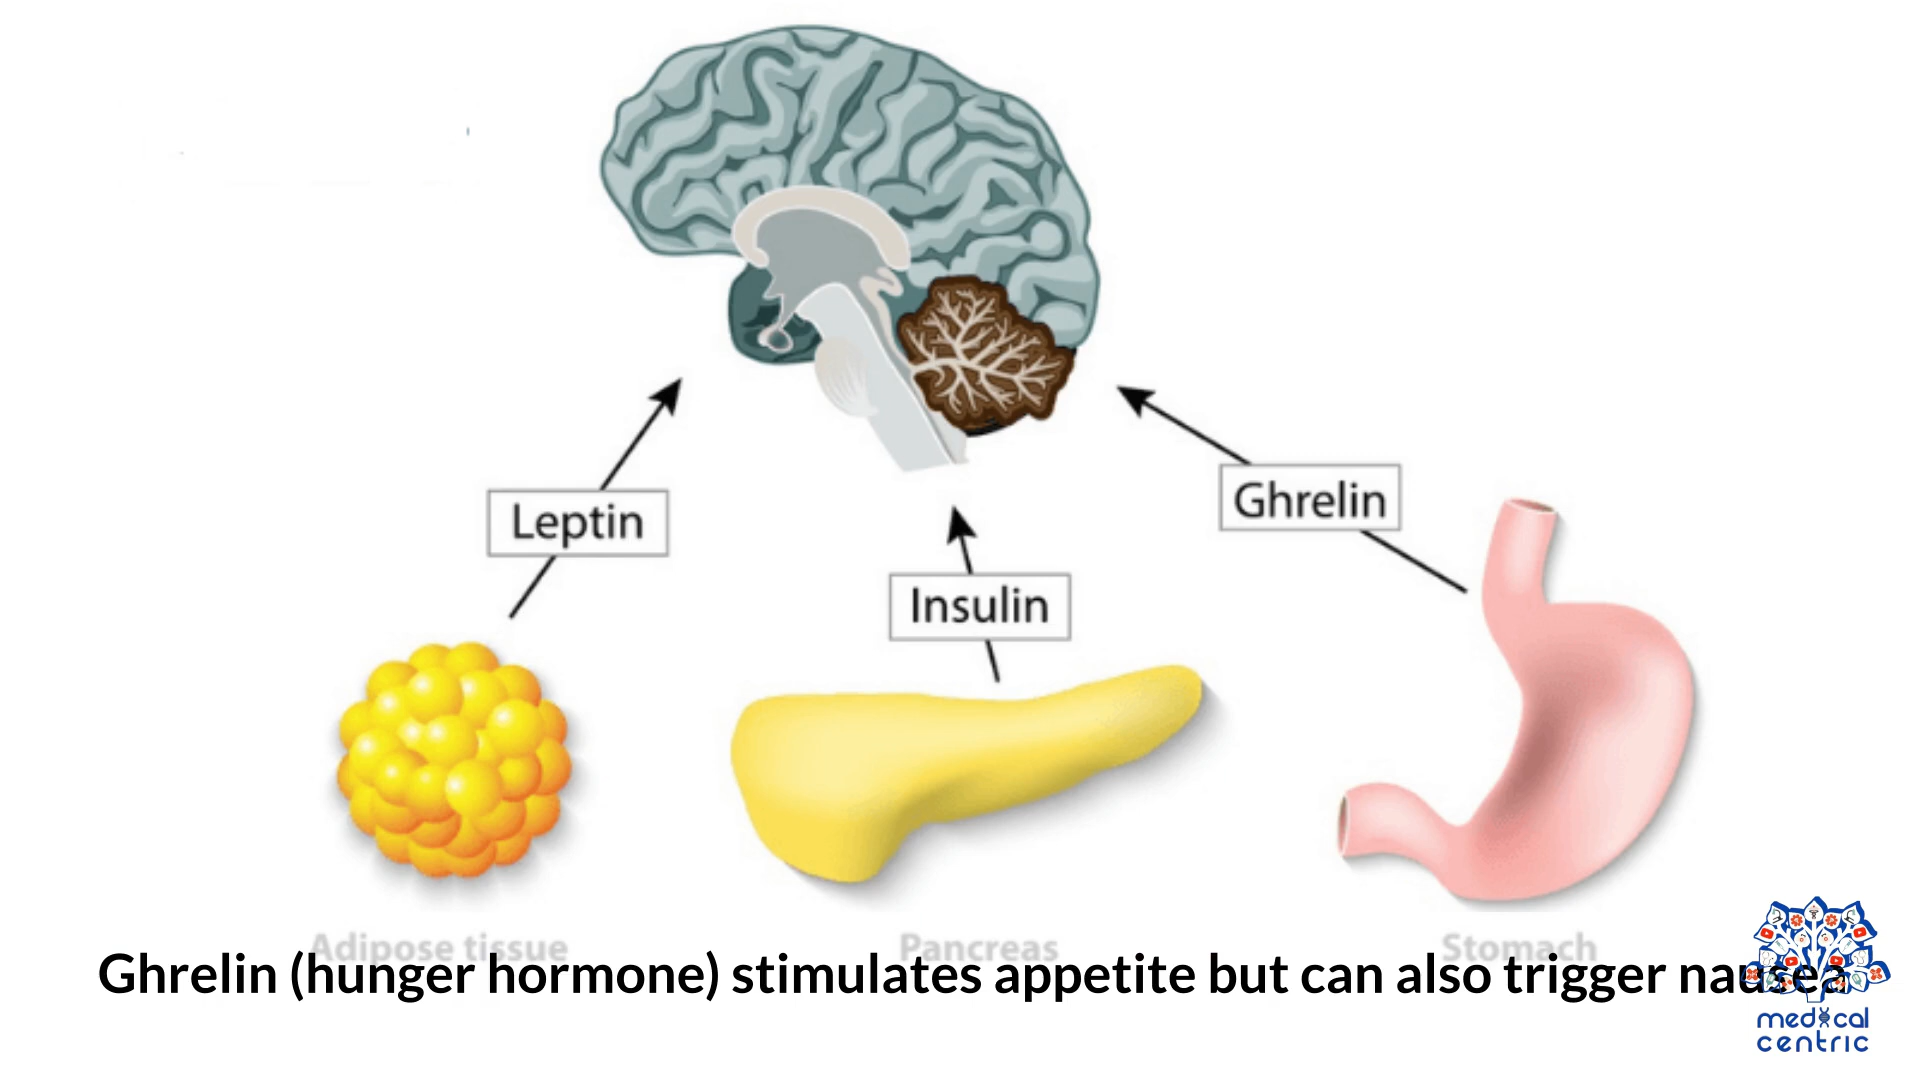 Leptin
Ghrelin
Insulin
Adipose tissue
Pancreas
Stomach
Ghrelin (hunger hormone) stimulates appetite but can also trigger nausea
medical
centric